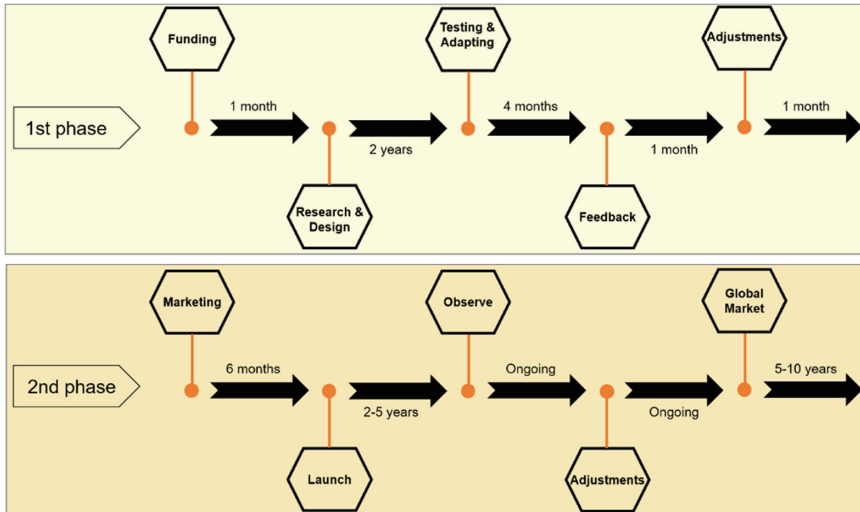 1st phase
Funding
1 month
Research &
Design
2 years
Testing &
Adapting
4 months
Feedback
1 month
Adjustments
1 month
2nd phase
Marketing
6 months
Launch
2-5 years
Observe
Ongoing
Adjustments
Ongoing
Global
Market
5-10 years